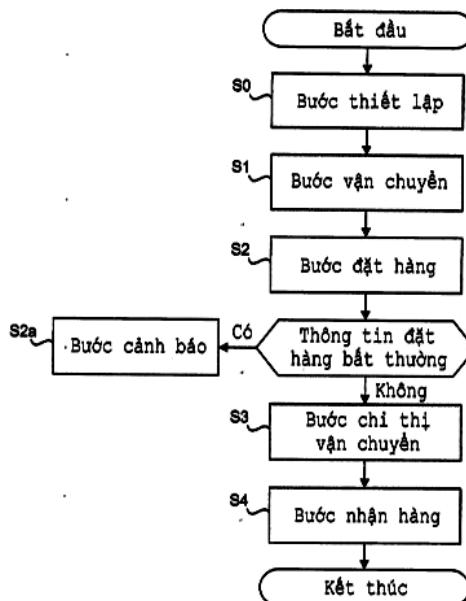 Bắt đầu
S0
Bước thiết lập
S1
Bước vận chuyển
S2
Bước đặt hàng
Thông tin đặt
hàng bất thường
Có
S2a
Bước cảnh báo
Không
S3
Bước chỉ thị
vận chuyển
S4
Bước nhận hàng
Kết thúc